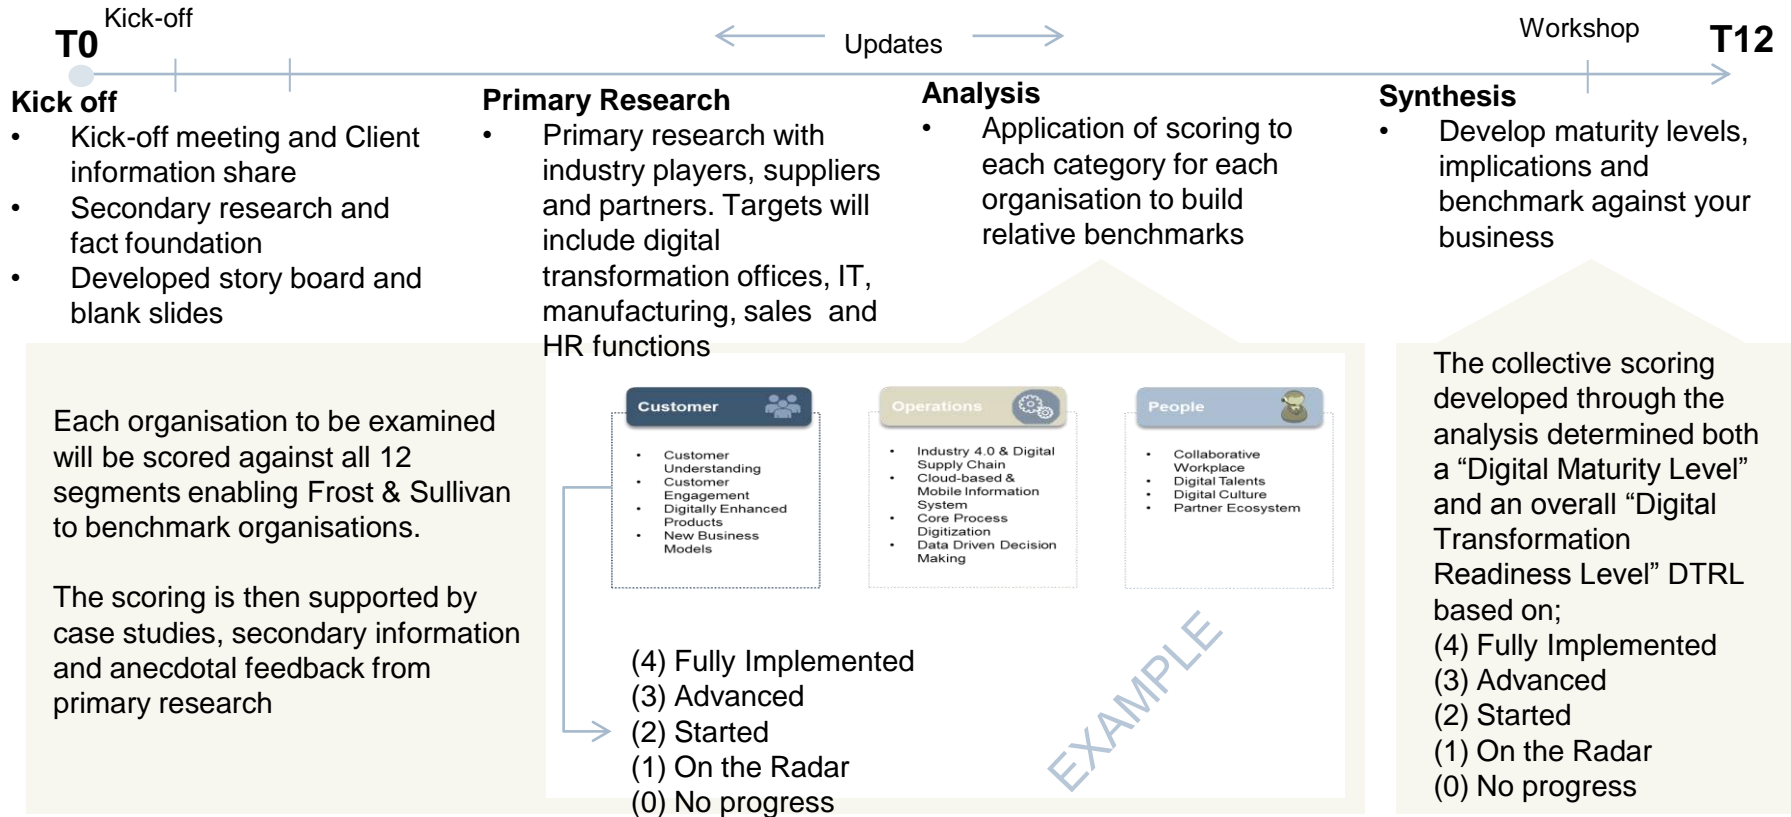 Kick-off
T0
Updates
Workshop
T12
Kick off
• Kick-off meeting and Client
information share
• Secondary research and
fact foundation
• Developed story board and
blank slides
Primary Research
• Primary research with
industry players, suppliers
and partners. Targets will
include digital
transformation offices, IT,
manufacturing, sales and
HR functions
Analysis
• Application of scoring to
each category for each
organisation to build
relative benchmarks
Synthesis
• Develop maturity levels,
implications and
benchmark against your
business
Each organisation to be examined
will be scored against all 12
segments enabling Frost & Sullivan
to benchmark organisations.
The scoring is then supported by
case studies, secondary information
and anecdotal feedback from
primary research
Customer
• Customer
Understanding
• Customer
Engagement
• Digitally Enhanced
Products
• New Business
Models
Operations
• Industry 4.0 & Digital
Supply Chain
• Cloud-based &
Mobile Information
System
• Core Process
Digitization
• Data Driven Decision
Making
People
• Collaborative
Workplace
• Digital Talents
• Digital Culture
• Partner Ecosystem
(4) Fully Implemented
(3) Advanced
(2) Started
(1) On the Radar
(0) No progress
EXAMPLE
The collective scoring
developed through the
analysis determined both
a “Digital Maturity Level”
and an overall “Digital
Transformation
Readiness Level” DTRL
based on;
(4) Fully Implemented
(3) Advanced
(2) Started
(1) On the Radar
(0) No progress